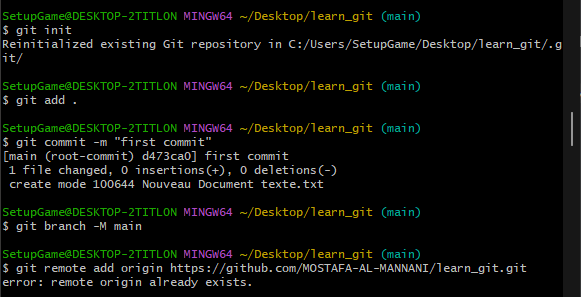 SetupGame@DESKTOP-2TITLON MINGW64 ~/Desktop/learn_git (main)
$ git init
Reinitialized existing Git repository in C:/Users/SetupGame/Desktop/learn_git/.g
it/
SetupGame@DESKTOP-2TITLON MINGW64 ~/Desktop/learn_git (main)
$ git add .
SetupGame@DESKTOP-2TITLON MINGW64 ~/Desktop/learn_git (main)
$ git commit -m "first commit"
[main (root-commit) d473ca0] first commit
 1 file changed, 0 insertions(+), 0 deletions(-)
 create mode 100644 Nouveau Document texte.txt
SetupGame@DESKTOP-2TITLON MINGW64 ~/Desktop/learn_git (main)
$ git branch -M main
SetupGame@DESKTOP-2TITLON MINGW64 ~/Desktop/learn_git (main)
$ git remote add origin https://github.com/MOSTAFA-AL-MANNANI/learn_git.git
error: remote origin already exists.